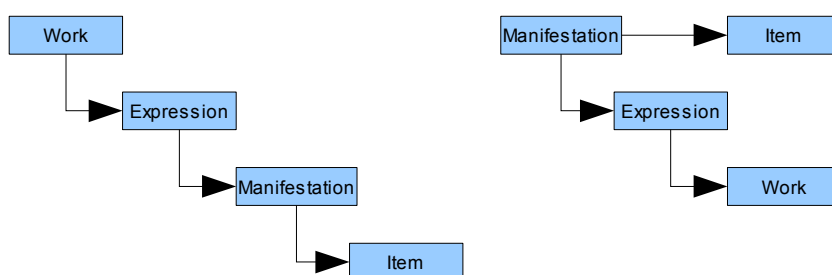 Work
Expression
Manifestation
Item
Manifestation
Item
Expression
Work